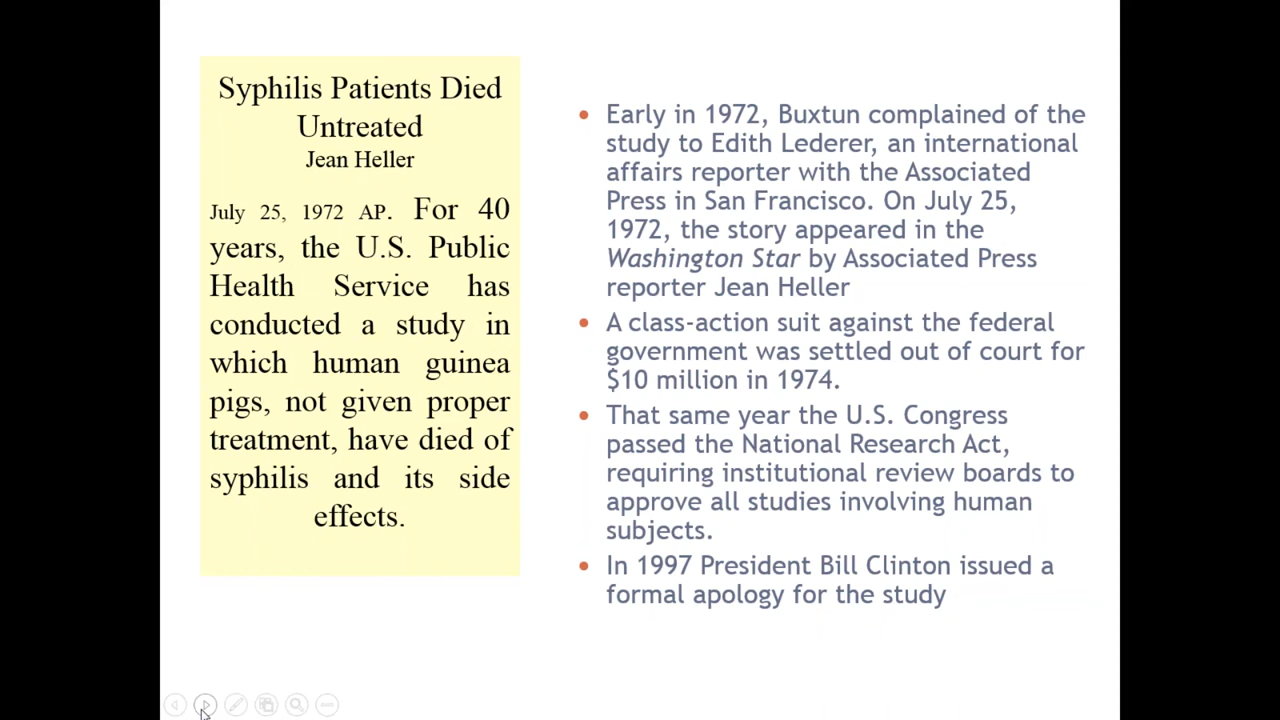 Syphilis Patients Died
Untreated
Jean Heller
July 25, 1972 AP. For 40
years, the U.S. Public
Health Service has
conducted a study in
which human guinea
pigs, not given proper
treatment, have died of
syphilis and its side
effects.
• Early in 1972, Buxtun complained of the
study to Edith Lederer, an international
affairs reporter with the Associated
Press in San Francisco. On July 25,
1972, the story appeared in the
Washington Star by Associated Press
reporter Jean Heller
• A class-action suit against the federal
government was settled out of court for
$10 million in 1974.
• That same year the U.S. Congress
passed the National Research Act,
requiring institutional review boards to
approve all studies involving human
subjects.
• In 1997 President Bill Clinton issued a
formal apology for the study